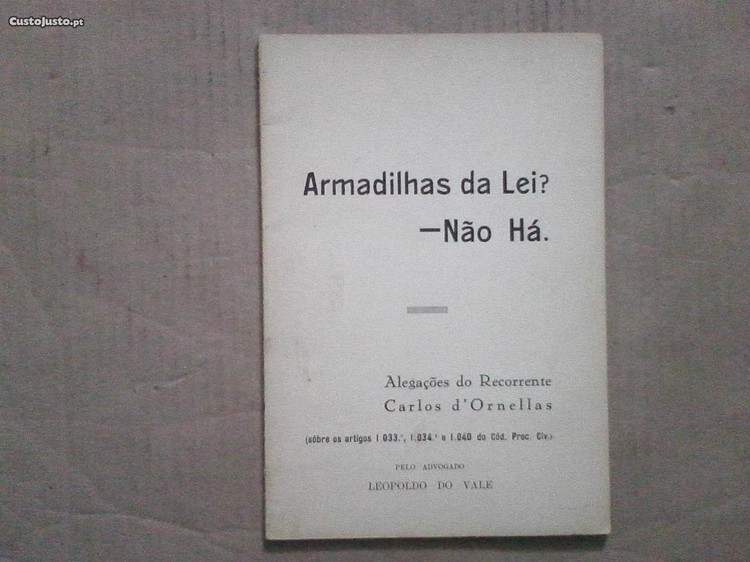 CustoJusto.pt
Armadilhas da Lei?
—Não Há.
Alegações do Recorrente
Carlos d'Ornellas
(sôbre os artigos 1.033.º, 1.034.º e 1.040 do Cód. Proc. Civ.)
PELO ADVOGADO
LEOPOLDO DO VALE